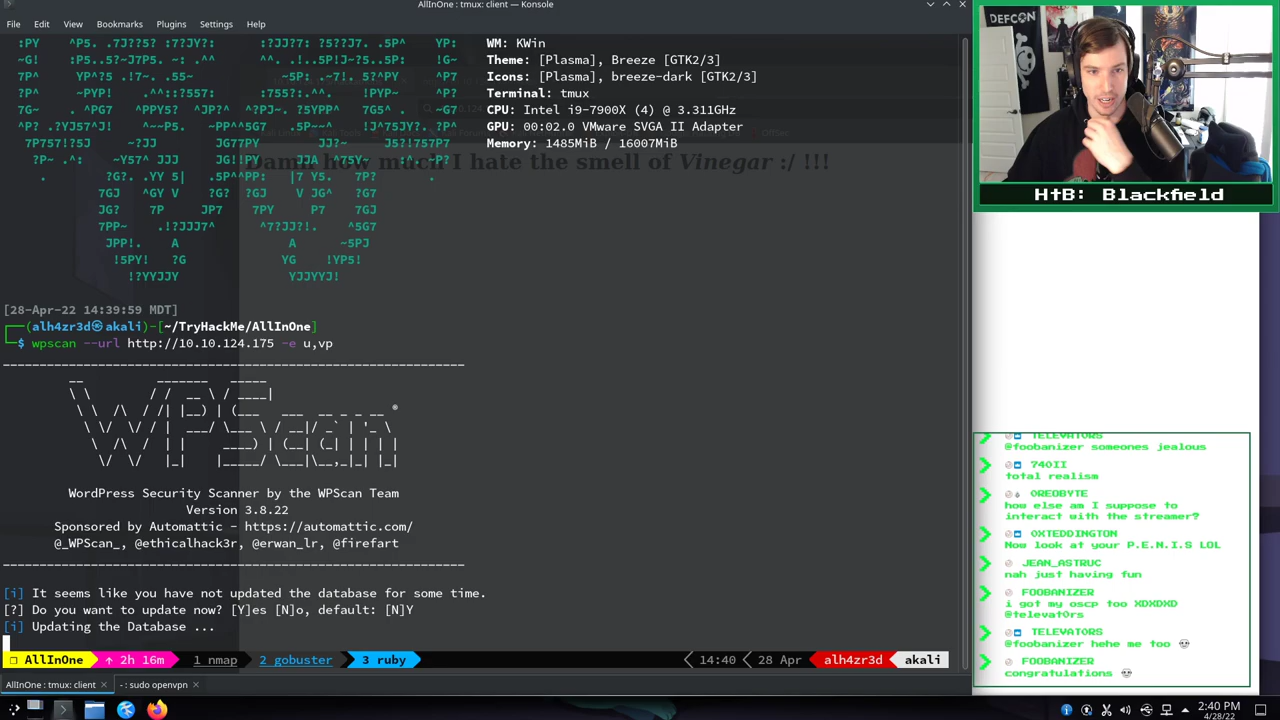 AllInOne : tmux: client — Konsole
File Edit View Bookmarks Plugins Settings Help
WM: KWin
Theme: [Plasma], Breeze [GTK2/3]
Icons: [Plasma], breeze-dark [GTK2/3]
Terminal: tmux
CPU: Intel i9-7900X (4) @ 3.311GHz
GPU: 00:02.0 VMware SVGA II Adapter
Memory: 1485MiB / 16007MiB
how much I hate the smell of Vinegar :/ !!!
[28-Apr-22 14:39:59 MDT]
(alh4zr3d㉿akali)-[~/TryHackMe/AllInOne]
$ wpscan --url http://10.10.124.175 -e u,vp
WPScan ®
WordPress Security Scanner by the WPScan Team
Version 3.8.22
Sponsored by Automattic - https://automattic.com/
@_WPScan_, @ethicalhack3r, @erwan_lr, @firefart
[i] It seems like you have not updated the database for some time.
[?] Do you want to update now? [Y]es [N]o, default: [N]Y
[i] Updating the Database ...
AllInOne ↑ 2h 16m 1 nmap 2 gobuster 3 ruby 14:40 28 Apr alh4zr3d akali
AllInOne : tmux: client × - : sudo openvpn ×
2:40 PM
4/28/22
DEFCON
HtB: Blackfield
TELEVATORS
@foobanizer someones jealous
740II
total realism
OREOBYTE
how else am I suppose to
interact with the streamer?
0XTEDDINGTON
Now look at your P.E.N.I.S LOL
JEAN_ASTRUC
nah just having fun
FOOBANIZER
i got my oscp too XDXDXD
@televat0rs
TELEVATORS
@foobanizer hehe me too
FOOBANIZER
congratulations